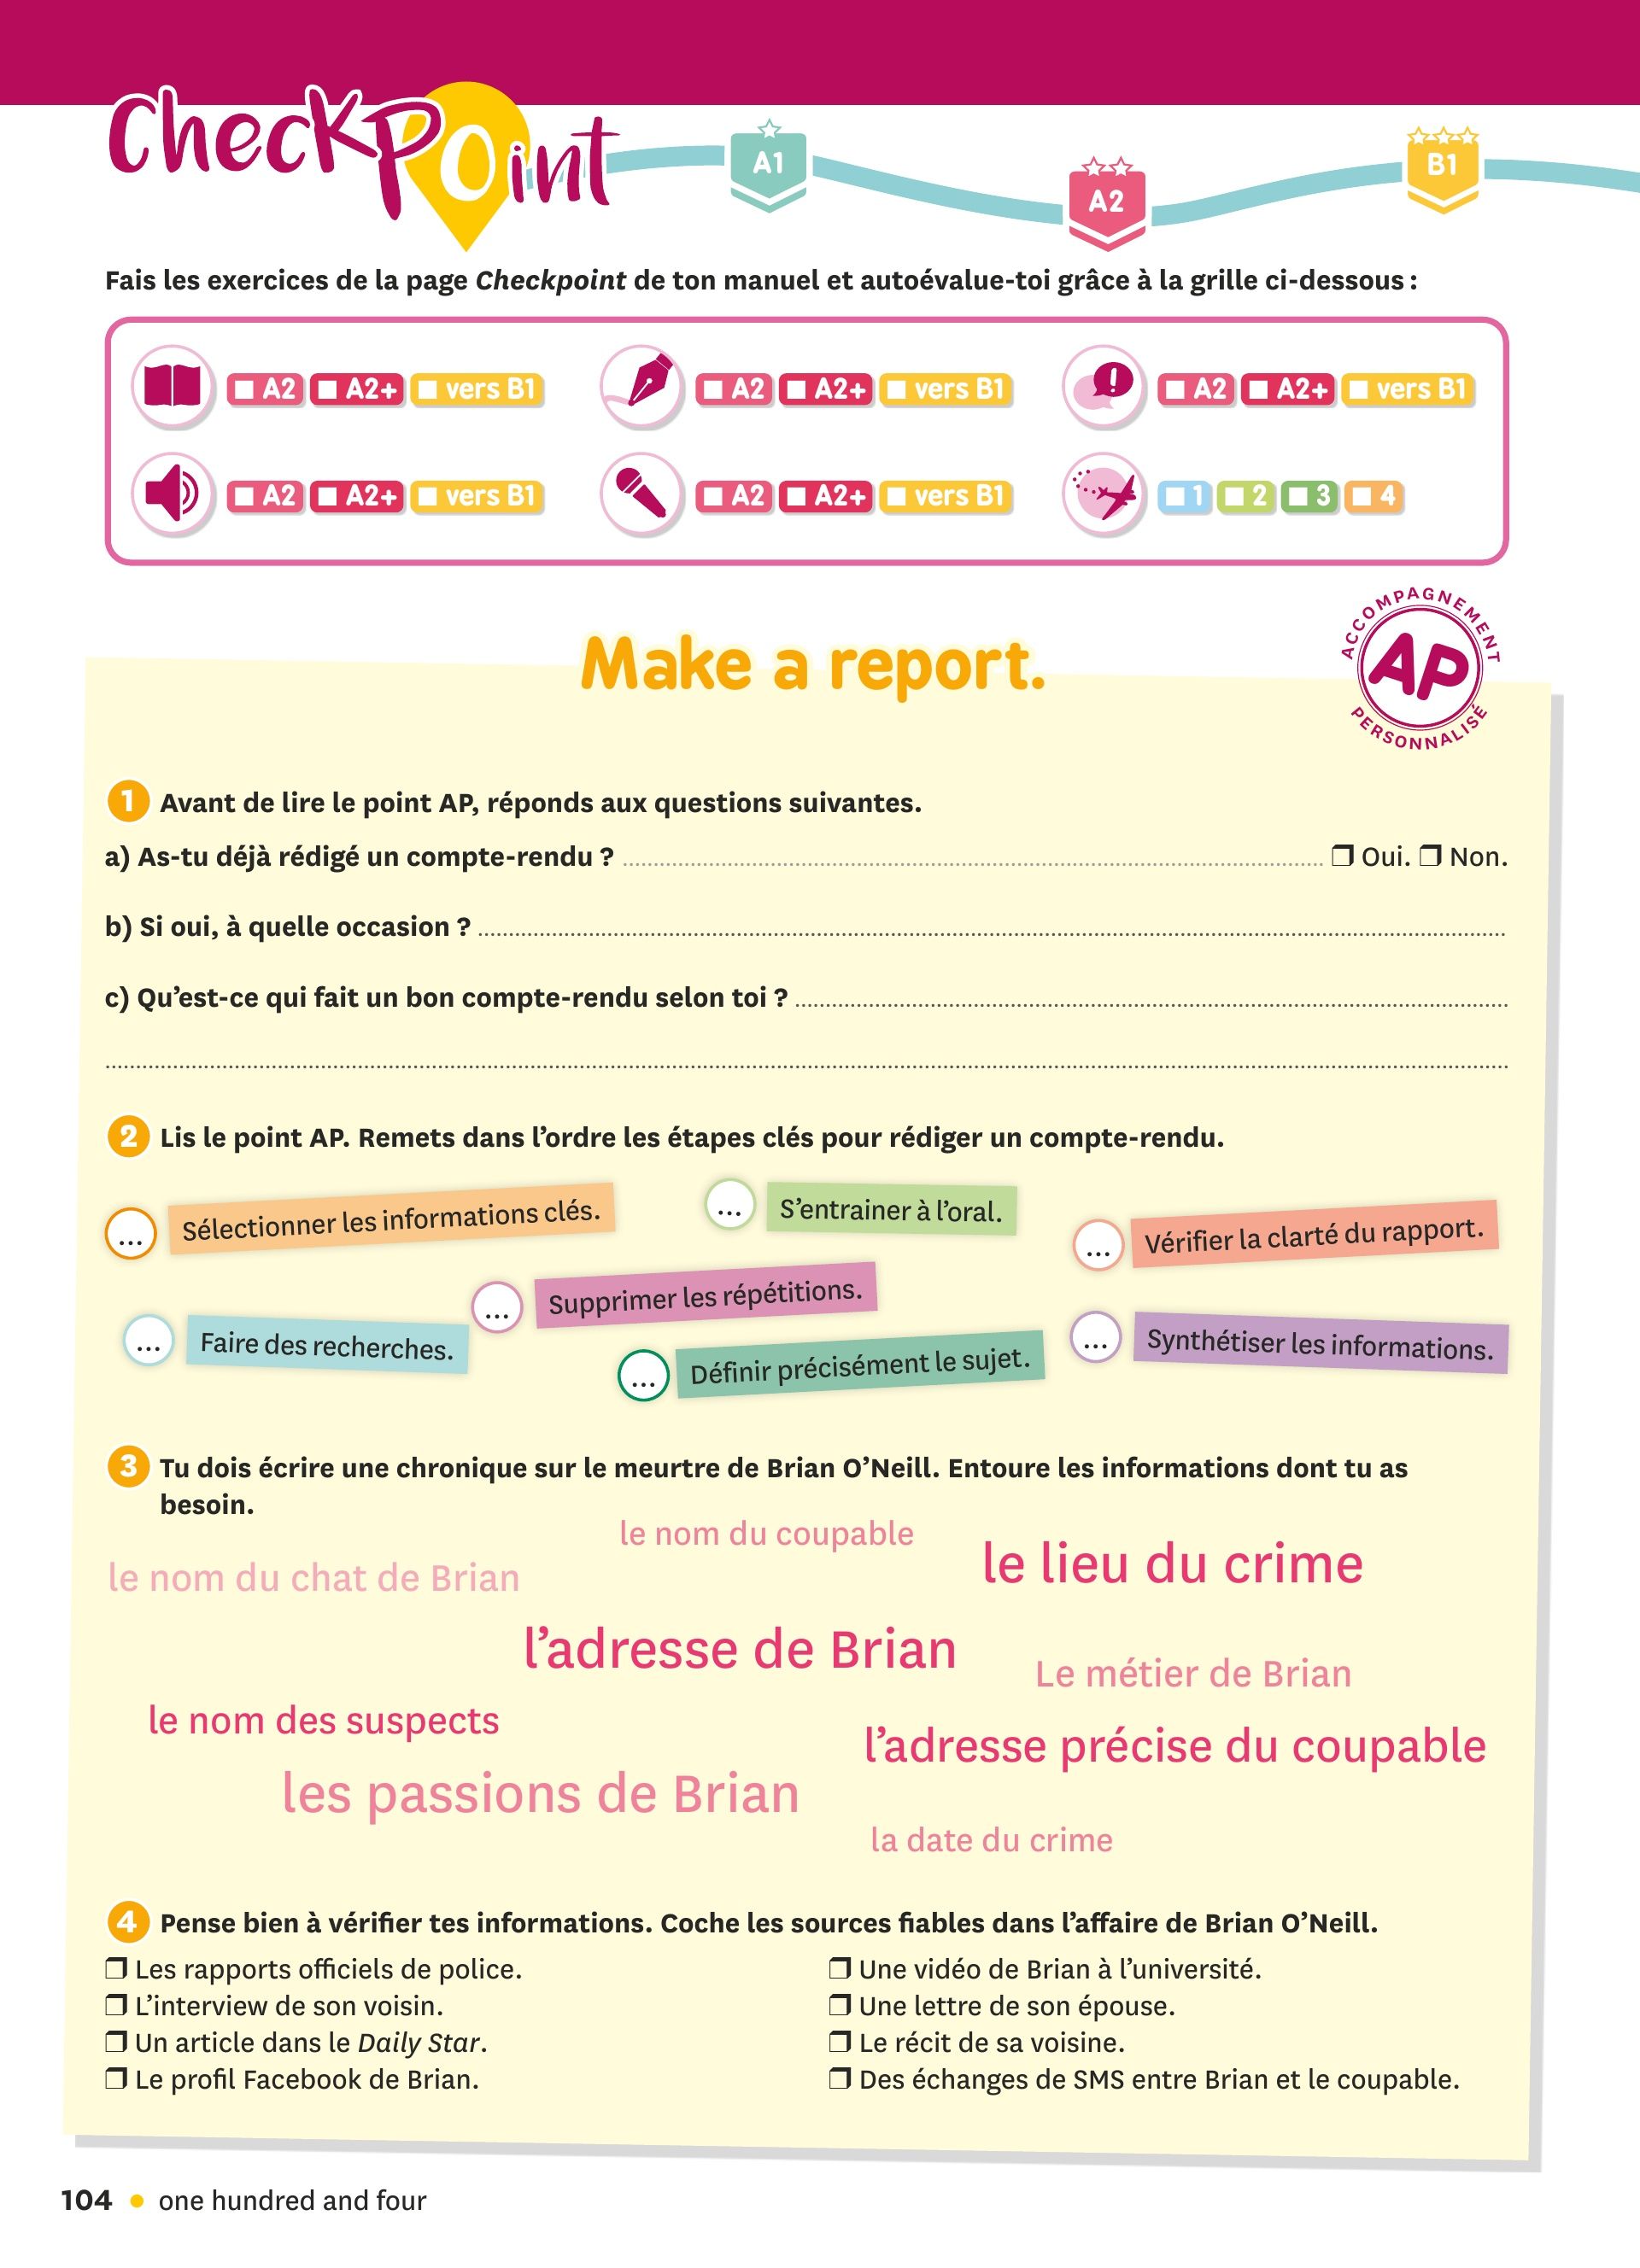 CheckPoint
A1
A2
B1
Fais les exercices de la page Checkpoint de ton manuel et autoévalue-toi grâce à la grille ci-dessous :
A2 A2+ vers B1
A2 A2+ vers B1
A2 A2+ vers B1
A2 A2+ vers B1
A2 A2+ vers B1
1 2 3 4
ACCOMPAGNEMENT
AP
PERSONNALISÉ
Make a report.
1 Avant de lire le point AP, réponds aux questions suivantes.
a) As-tu déjà rédigé un compte-rendu ? ❒ Oui. ❒ Non.
b) Si oui, à quelle occasion ?
c) Qu’est-ce qui fait un bon compte-rendu selon toi ?
2 Lis le point AP. Remets dans l’ordre les étapes clés pour rédiger un compte-rendu.
... Sélectionner les informations clés.
... S’entrainer à l’oral.
... Vérifier la clarté du rapport.
... Supprimer les répétitions.
... Faire des recherches.
... Définir précisément le sujet.
... Synthétiser les informations.
3 Tu dois écrire une chronique sur le meurtre de Brian O’Neill. Entoure les informations dont tu as
besoin.
le nom du coupable
le nom du chat de Brian
le lieu du crime
l’adresse de Brian
Le métier de Brian
le nom des suspects
l’adresse précise du coupable
les passions de Brian
la date du crime
4 Pense bien à vérifier tes informations. Coche les sources fiables dans l’affaire de Brian O’Neill.
❒ Les rapports officiels de police.
❒ L’interview de son voisin.
❒ Un article dans le Daily Star.
❒ Le profil Facebook de Brian.
❒ Une vidéo de Brian à l’université.
❒ Une lettre de son épouse.
❒ Le récit de sa voisine.
❒ Des échanges de SMS entre Brian et le coupable.
104 • one hundred and four